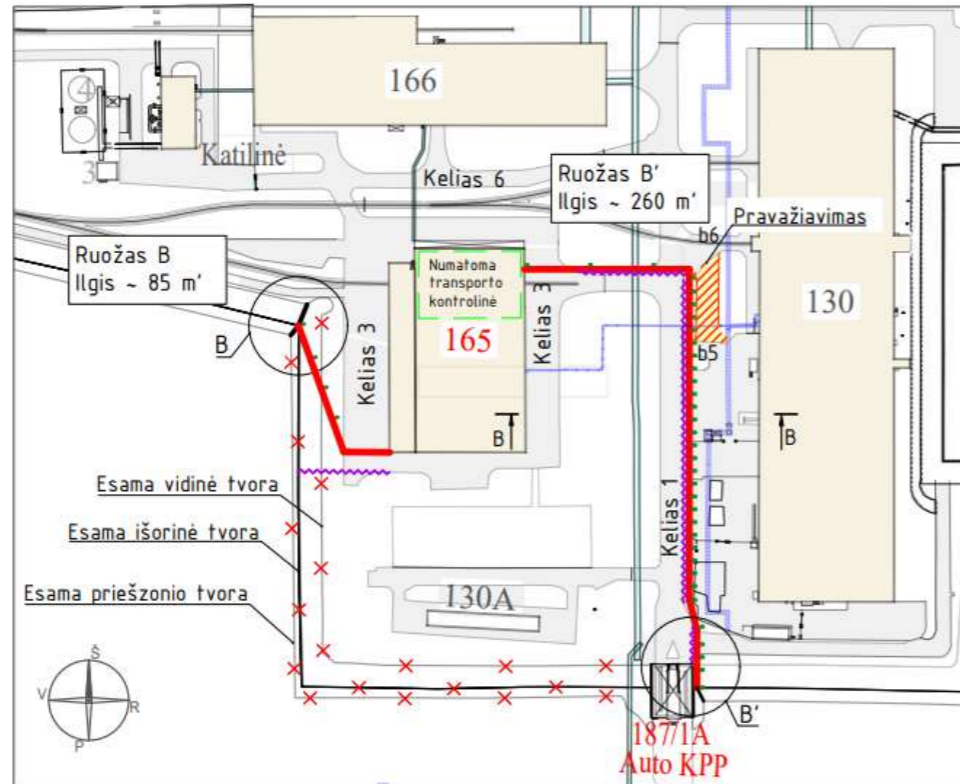 166
4
Katilinė
3
Kelias 6
Ruožas B'
Ilgis ~ 260 m'
Pravažiavimas
b6
Ruožas B
Ilgis ~ 85 m'
Numatoma
transporto
kontrolinė
165
Kelias 3
Kelias 3
130
b5
B
B
B
Kelias 1
Esama vidinė tvora
Esama išorinė tvora
Esama priešzonio tvora
130A
Š
V
R
P
B'
187/1A
Auto KPP